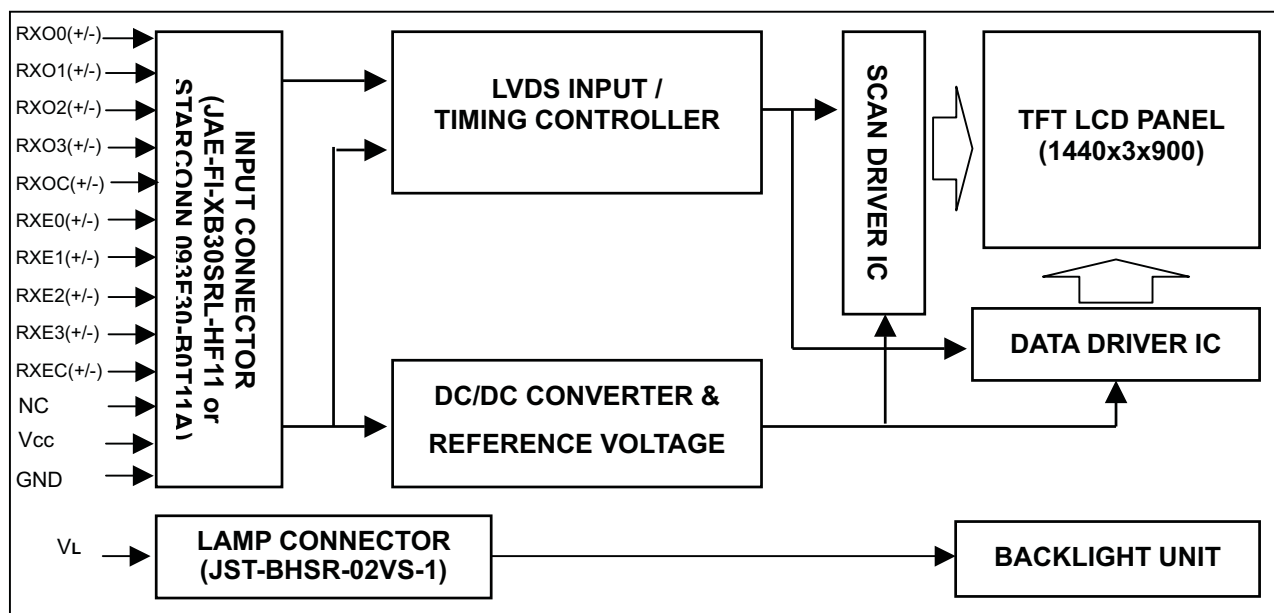 RXO0(+/-)
RXO1(+/-)
RXO2(+/-)
RXO3(+/-)
RXOC(+/-)
RXE0(+/-)
RXE1(+/-)
RXE2(+/-)
RXE3(+/-)
RXEC(+/-)
NC
Vcc
GND
VL
INPUT CONNECTOR
(JAE-FI-XB30SRL-HF11 or
STARCONN 093F30-B0T11A)
LVDS INPUT /
TIMING CONTROLLER
SCAN DRIVER IC
TFT LCD PANEL
(1440x3x900)
DATA DRIVER IC
DC/DC CONVERTER &
REFERENCE VOLTAGE
LAMP CONNECTOR
(JST-BHSR-02VS-1)
BACKLIGHT UNIT